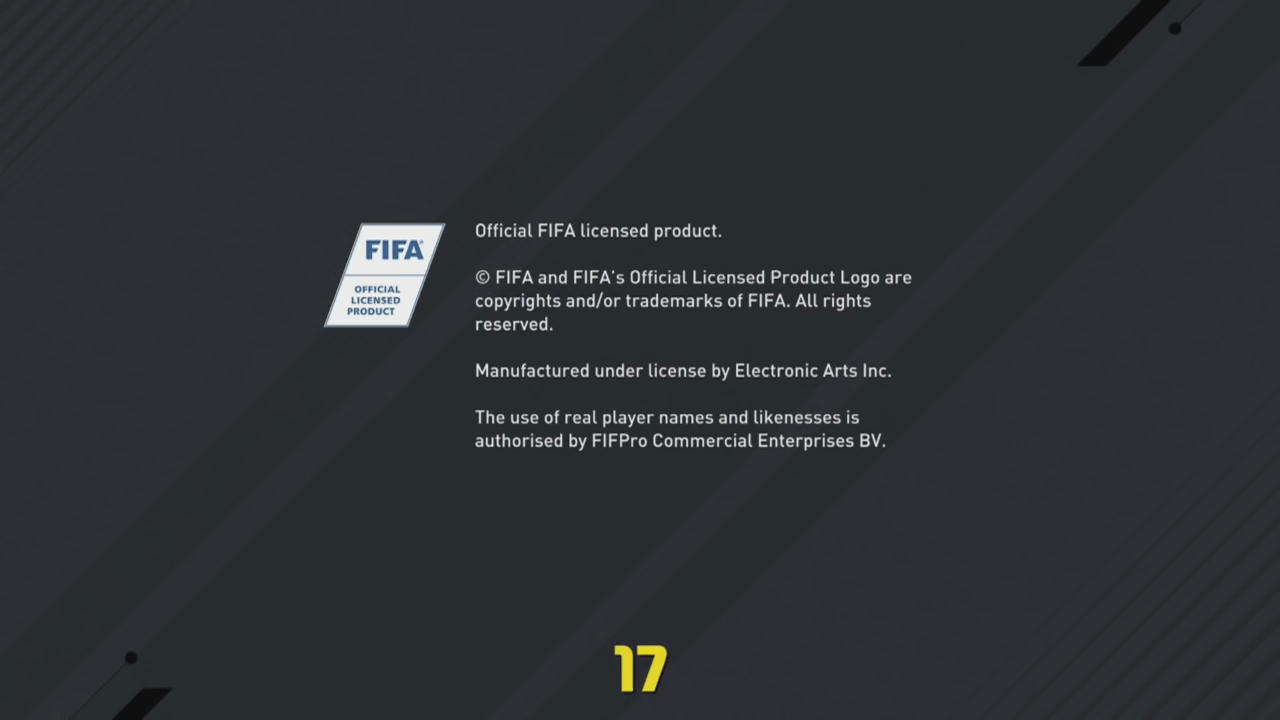 FIFA
OFFICIAL
LICENSED
PRODUCT
Official FIFA licensed product.
© FIFA and FIFA's Official Licensed Product Logo are
copyrights and/or trademarks of FIFA. All rights
reserved.
Manufactured under license by Electronic Arts Inc.
The use of real player names and likenesses is
authorised by FIFPro Commercial Enterprises BV.
17